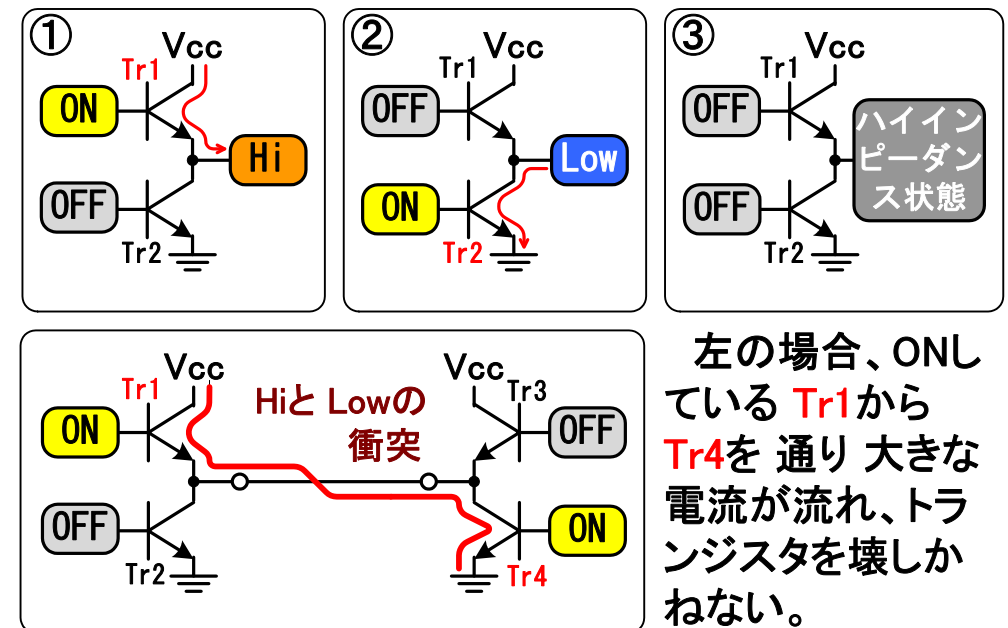 ①
Vcc
Tr1
ON
Hi
OFF
Tr2
②
Vcc
Tr1
OFF
Low
ON
Tr2
③
Vcc
Tr1
OFF
ハイイン
ピーダン
ス状態
OFF
Tr2
Vcc
Tr1
ON
OFF
Tr2
HiとLowの
衝突
Vcc
Tr3
OFF
ON
Tr4
左の場合、ONし
ているTr1から
Tr4を通り大きな
電流が流れ、トラ
ンジスタを壊しか
ねない。